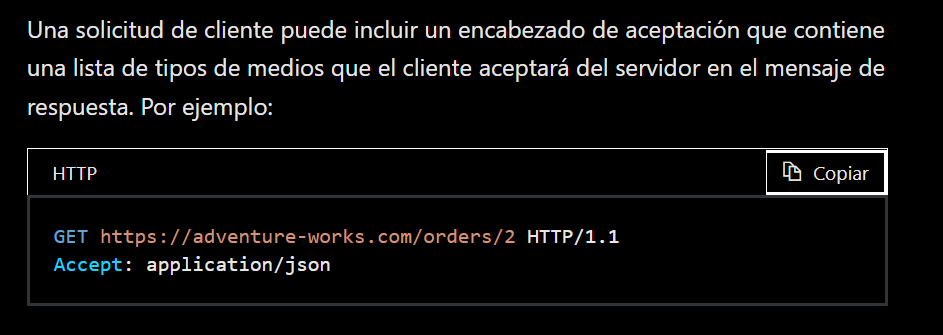 Una solicitud de cliente puede incluir un encabezado de aceptación que contiene
una lista de tipos de medios que el cliente aceptará del servidor en el mensaje de
respuesta. Por ejemplo:
HTTP
Copiar
GET https://adventure-works.com/orders/2 HTTP/1.1
Accept: application/json